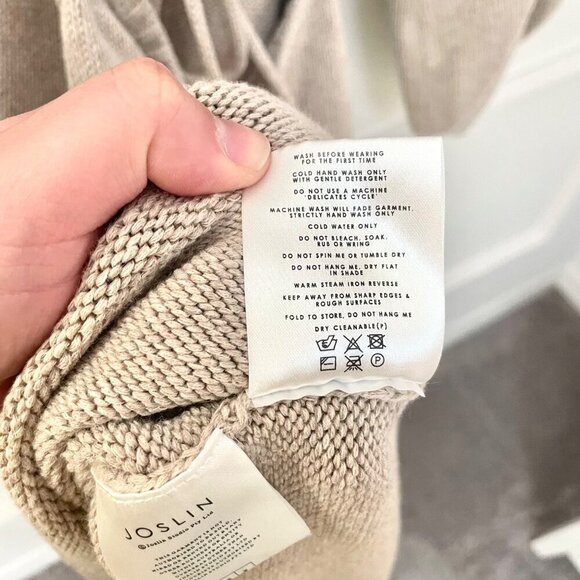 WASH BEFORE WEARING
FOR THE FIRST TIME
COLD HAND WASH ONLY
WITH GENTLE DETERGENT
DO NOT USE A MACHINE
'DELICATES CYCLE'
MACHINE WASH WILL FADE GARMENT.
STRICTLY HAND WASH ONLY.
COLD WATER ONLY
DO NOT BLEACH, SOAK,
RUB OR WRING
DO NOT SPIN ME OR TUMBLE DRY
DO NOT HANG ME, DRY FLAT
IN SHADE
WARM STEAM IRON REVERSE
KEEP AWAY FROM SHARP EDGES &
ROUGH SURFACES
FOLD TO STORE, DO NOT HANG ME
DRY CLEANABLE(P)
P
JOSLIN
©Joslin Studio Pty Ltd
THIS GARMENT IS NOT